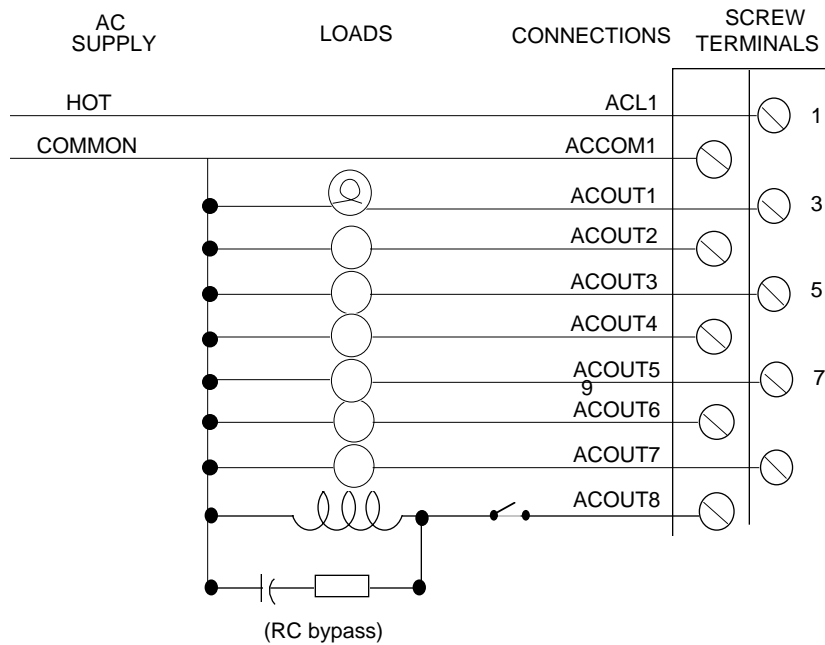 AC SUPPLY
LOADS
CONNECTIONS
SCREW TERMINALS
HOT
ACL1
1
COMMON
ACCOM1
ACOUT1
3
ACOUT2
ACOUT3
5
ACOUT4
ACOUT5
7
9
ACOUT6
ACOUT7
ACOUT8
(RC bypass)